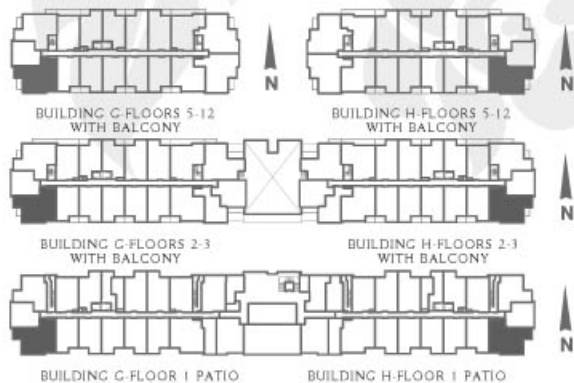 N
N
BUILDING G-FLOORS 5-12
WITH BALCONY
BUILDING H-FLOORS 5-12
WITH BALCONY
N
BUILDING G-FLOORS 2-3
WITH BALCONY
BUILDING H-FLOORS 2-3
WITH BALCONY
N
BUILDING G-FLOOR 1 PATIO
BUILDING H-FLOOR 1 PATIO